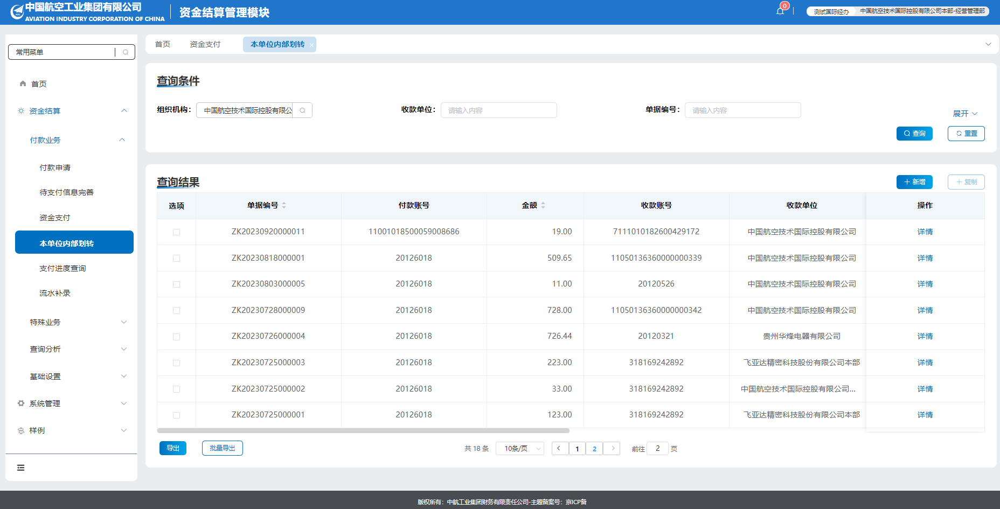 中国航空工业集团有限公司
AVIATION INDUSTRY CORPORATION OF CHINA
资金结算管理模块
0
测试国际经办 中国航空技术国际控股有限公司本部-经营管理部
常用菜单
首页
资金结算
付款业务
付款申请
待支付信息完善
资金支付
本单位内部划转
支付进度查询
流水补录
特殊业务
查询分析
基础设置
系统管理
样例
首页 资金支付 本单位内部划转
查询条件
组织机构: 中国航空技术国际控股有限公 收款单位: 请输入内容 单据编号: 请输入内容
展开
查询 重置
查询结果
新增 复制
选项 单据编号 付款账号 金额 收款账号 收款单位 操作
ZK20230920000011 11001018500059008686 19.00 7111010182600429172 中国航空技术国际控股有限公司 详情
ZK20230818000001 20126018 509.65 11050136360000000339 中国航空技术国际控股有限公司 详情
ZK20230803000005 20126018 11.00 20120526 中国航空技术国际控股有限公司 详情
ZK20230728000009 20126018 728.00 11050136360000000342 中国航空技术国际控股有限公司 详情
ZK20230726000004 20126018 726.44 20120321 贵州华烽电器有限公司 详情
ZK20230725000003 20126018 223.00 318169242892 飞亚达精密科技股份有限公司本部 详情
ZK20230725000002 20126018 33.00 318169242892 中国航空技术国际控股有限公司... 详情
ZK20230725000001 20126018 123.00 318169242892 飞亚达精密科技股份有限公司本部 详情
导出 批量导出 共 18 条 10条/页 1 2 前往 2 页
版权所有：中航工业集团财务有限责任公司-主题备案号：京ICP备